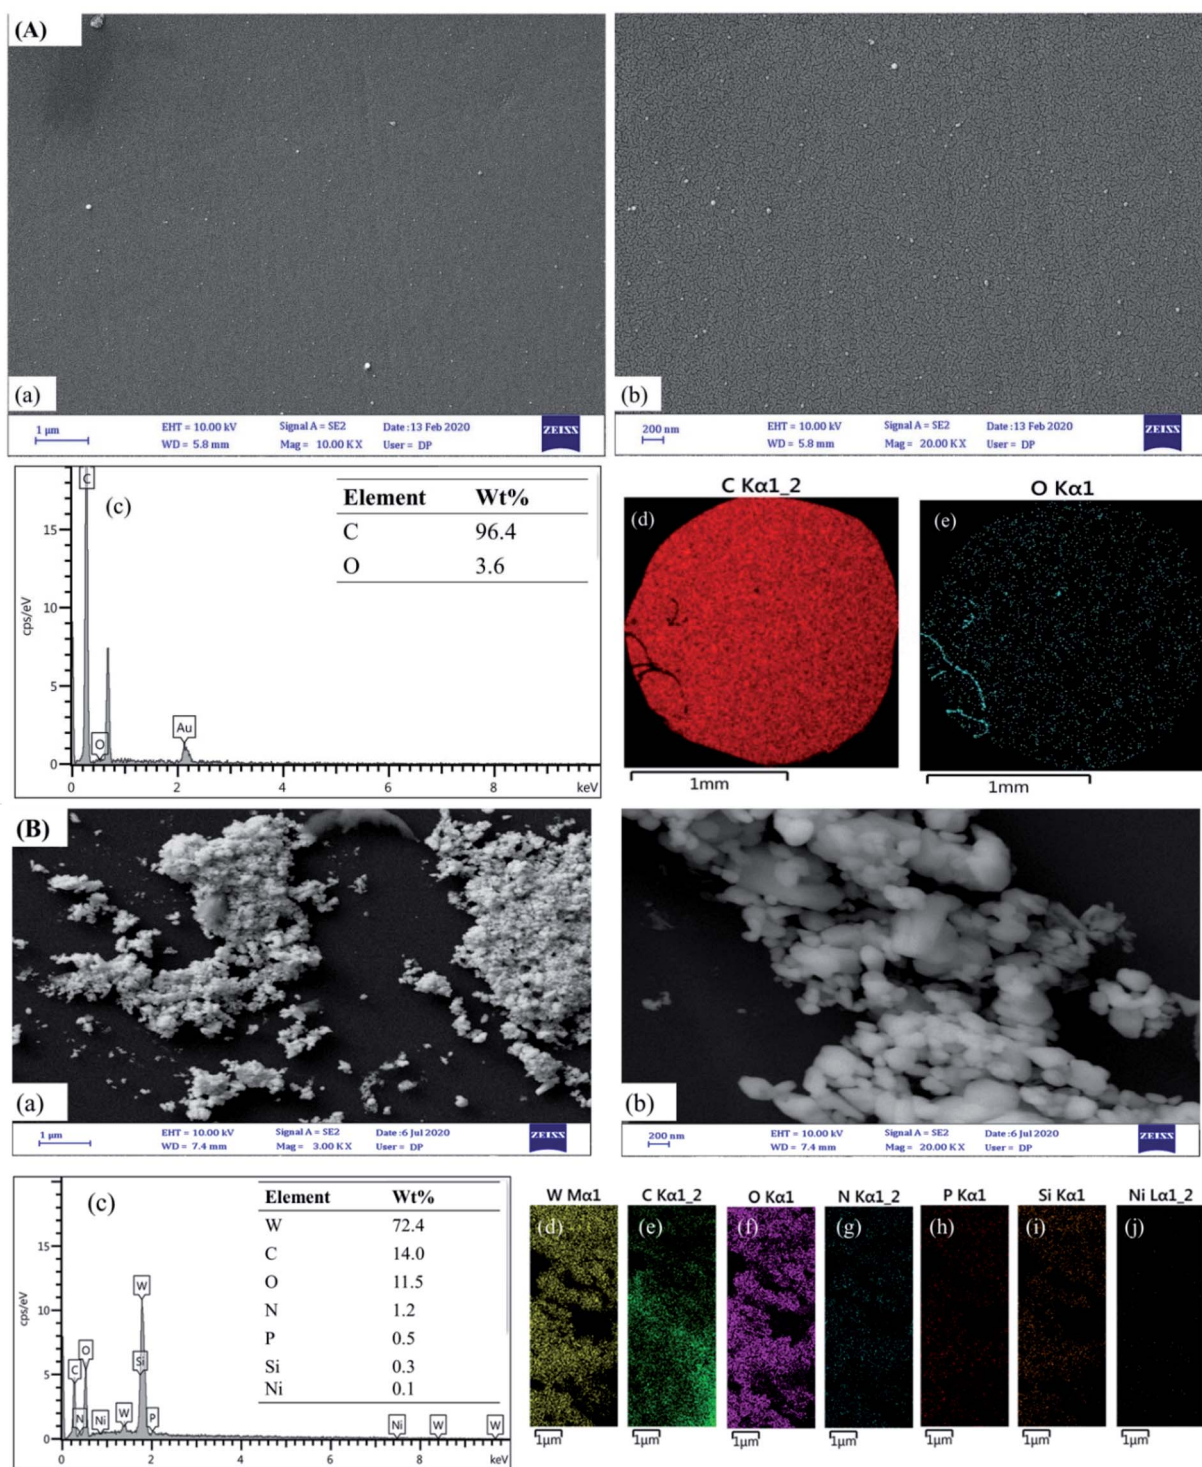 (A)
(a)
(b)
1 µm
EHT = 10.00 kV
WD = 5.8 mm
Signal A = SE2
Mag = 10.00 K X
Date :13 Feb 2020
User = DP
ZEISS
200 nm
EHT = 10.00 kV
WD = 5.8 mm
Signal A = SE2
Mag = 20.00 K X
Date :13 Feb 2020
User = DP
ZEISS
(c)
cps/eV
15
10
5
0
C
O
Au
0 2 4 6 8 keV
Element Wt%
C 96.4
O 3.6
C Kα1_2
(d)
1mm
O Kα1
(e)
1mm
(B)
(a)
(b)
1 µm
EHT = 10.00 kV
WD = 7.4 mm
Signal A = SE2
Mag = 3.00 K X
Date :6 Jul 2020
User = DP
ZEISS
200 nm
EHT = 10.00 kV
WD = 7.4 mm
Signal A = SE2
Mag = 20.00 K X
Date :6 Jul 2020
User = DP
ZEISS
(c)
cps/eV
15
10
5
0
C
N
O
Ni
W
W
Si
P
Ni
W
W
0 2 4 6 8
Element Wt%
W 72.4
C 14.0
O 11.5
N 1.2
P 0.5
Si 0.3
Ni 0.1
W Mα1 C Kα1_2 O Kα1 N Kα1_2 P Kα1 Si Kα1 Ni Lα1_2
(d) (e) (f) (g) (h) (i) (j)
1µm 1µm 1µm 1µm 1µm 1µm 1µm